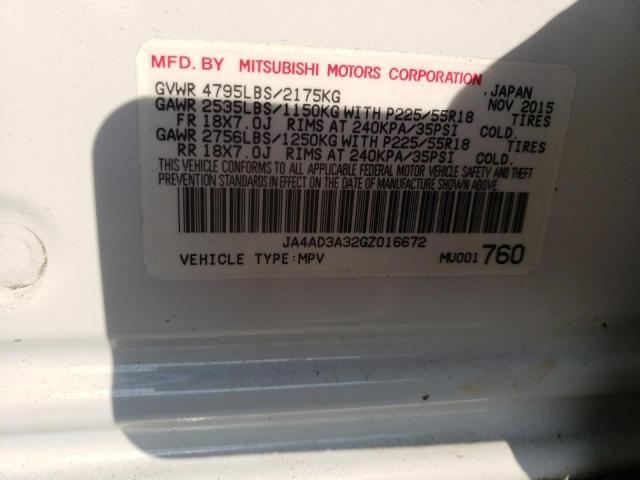 MFD. BY MITSUBISHI MOTORS CORPORATION
GVWR 4795LBS/2175KG JAPAN
GAWR 2535LBS/1150KG WITH P225/55R18 NOV 2015
FR 18X7.0J RIMS AT 240KPA/35PSI COLD. TIRES
GAWR 2756LBS/1250KG WITH P225/55R18 TIRES
RR 18X7.0J RIMS AT 240KPA/35PSI COLD.
THIS VEHICLE CONFORMS TO ALL APPLICABLE FEDERAL MOTOR VEHICLE SAFETY AND THEFT
PREVENTION STANDARDS IN EFFECT ON THE DATE OF MANUFACTURE SHOWN ABOVE.
JA4AD3A32GZ016672
VEHICLE TYPE:MPV MU001 760